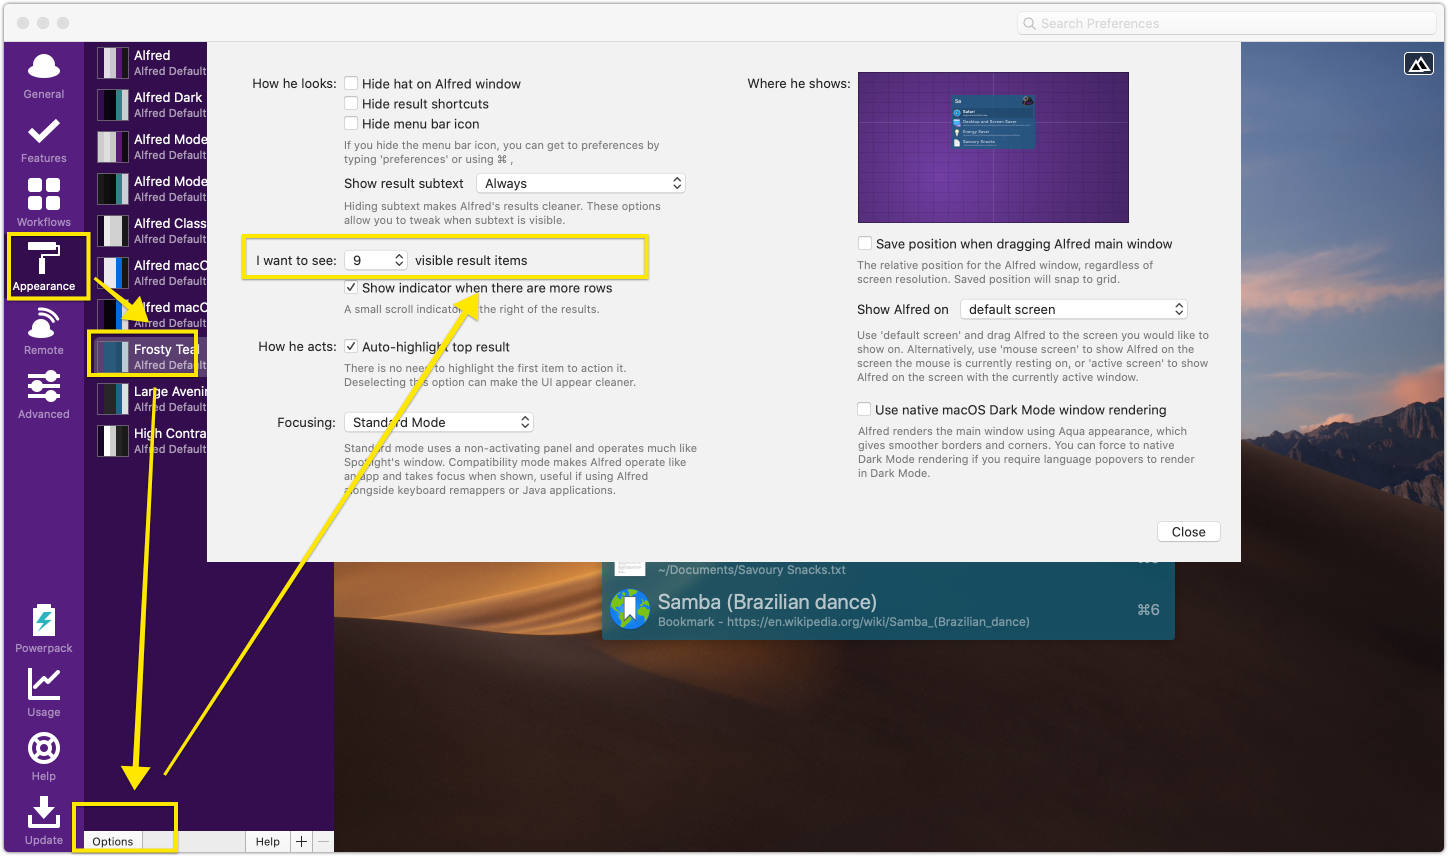 Search Preferences
General
Features
Workflows
Appearance
Remote
Advanced
Powerpack
Usage
Help
Update
Alfred
Alfred Default
Alfred Dark
Alfred Default
Alfred Mode
Alfred Default
Alfred Mode
Alfred Default
Alfred Class
Alfred Default
Alfred macO
Alfred Default
Alfred macO
Alfred Default
Frosty Teal
Alfred Default
Large Avenir
Alfred Default
High Contra
Alfred Default
Options
Help
How he looks:
Hide hat on Alfred window
Hide result shortcuts
Hide menu bar icon
If you hide the menu bar icon, you can get to preferences by
typing 'preferences' or using ⌘ ,
Show result subtext Always
Hiding subtext makes Alfred's results cleaner. These options
allow you to tweak when subtext is visible.
I want to see: 9 visible result items
Show indicator when there are more rows
A small scroll indicator the right of the results.
How he acts: Auto-highlight top result
There is no need to highlight the first item to action it.
Deselecting this option can make the UI appear cleaner.
Focusing: Standard Mode
Standard mode uses a non-activating panel and operates much like
Spotlight's window. Compatibility mode makes Alfred operate like
an app and takes focus when shown, useful if using Alfred
alongside keyboard remappers or Java applications.
Where he shows:
Sa
Safari
Desktop and Screen Saver
Energy Saver
Savoury Snacks
Save position when dragging Alfred main window
The relative position for the Alfred window, regardless of
screen resolution. Saved position will snap to grid.
Show Alfred on default screen
Use 'default screen' and drag Alfred to the screen you would like to
show on. Alternatively, use 'mouse screen' to show Alfred on the
screen the mouse is currently resting on, or 'active screen' to show
Alfred on the screen with the currently active window.
Use native macOS Dark Mode window rendering
Alfred renders the main window using Aqua appearance, which
gives smoother borders and corners. You can force to native
Dark Mode rendering if you require language popovers to render
in Dark Mode.
Close
~/Documents/Savoury Snacks.txt
Samba (Brazilian dance)
Bookmark - https://en.wikipedia.org/wiki/Samba_(Brazilian_dance)
⌘6